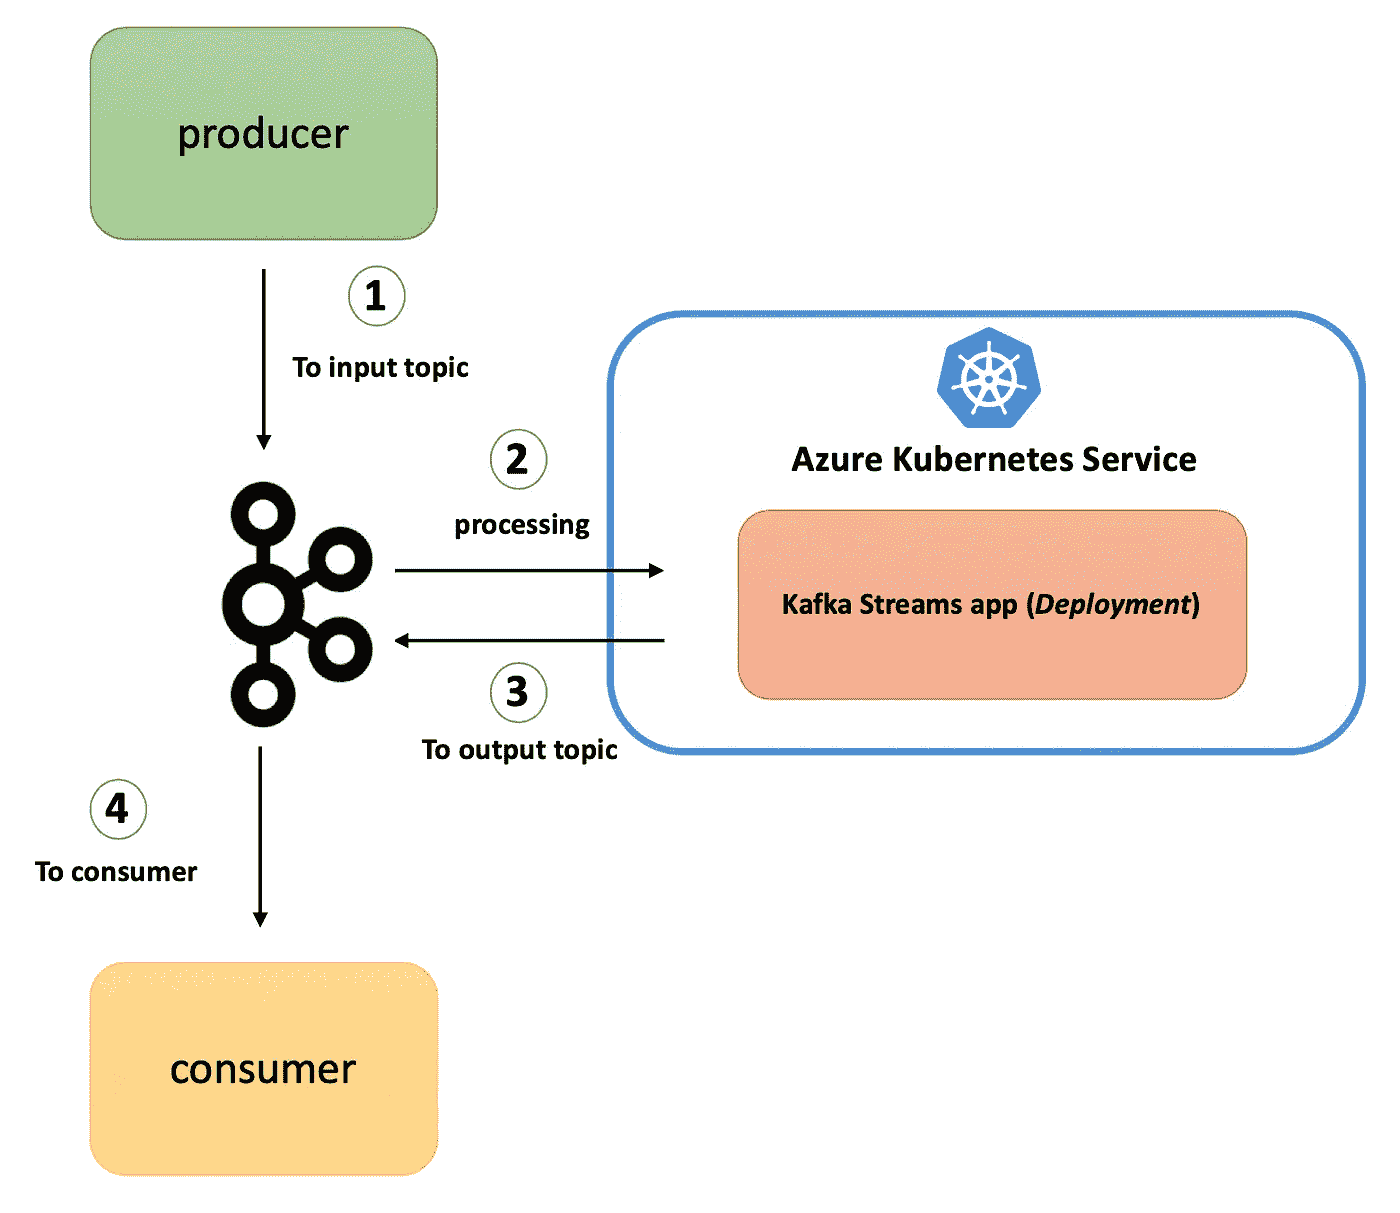 producer
1
To input topic
2
processing
Azure Kubernetes Service
Kafka Streams app (Deployment)
3
To output topic
4
To consumer
consumer